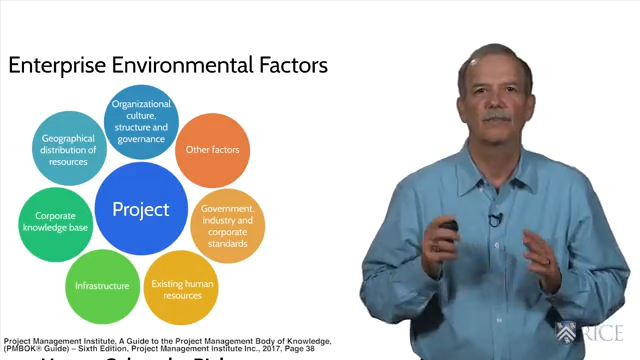 Enterprise Environmental Factors
Organizational
culture,
structure and
governance
Geographical
distribution of
resources
Other factors
Project
Corporate
knowledge base
Government,
industry and
corporate
standards
Infrastructure
Existing human
resources
Project Management Institute, A Guide to the Project Management Body of Knowledge,
(PMBOK® Guide) – Sixth Edition, Project Management Institute Inc., 2017, Page 38
RICE